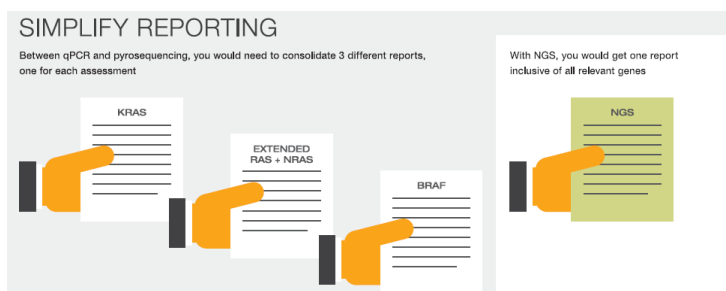 SIMPLIFY REPORTING
Between qPCR and pyrosequencing, you would need to consolidate 3 different reports,
one for each assessment
With NGS, you would get one report
inclusive of all relevant genes
KRAS
EXTENDED
RAS + NRAS
BRAF
NGS